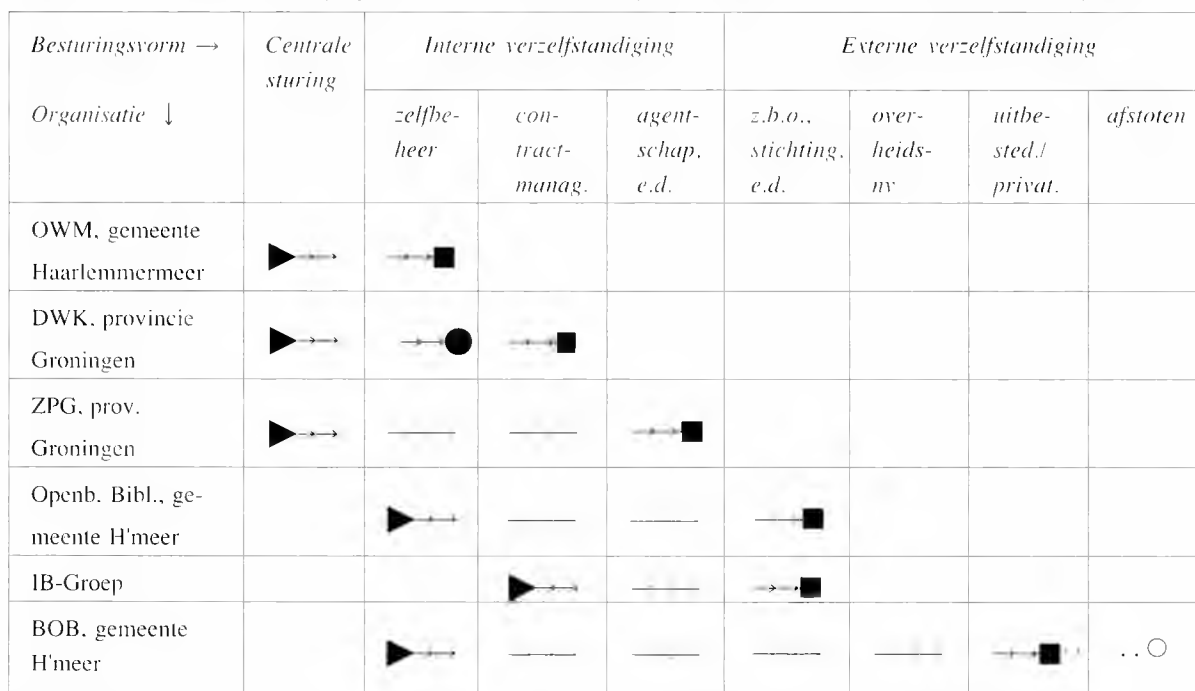 Besturingsvorm →
Organisatie ↓
Centrale
sturing
Interne verzelfstandiging
Externe verzelfstandiging
zelfbe-
heer
con-
tract-
manag.
agent-
schap,
e.d.
z.b.o.,
stichting,
e.d.
over-
heids-
nv
uitbe-
sted./
privat.
afstoten
OWM, gemeente
Haarlemmermeer
DWK, provincie
Groningen
ZPG, prov.
Groningen
Openb. Bibl., ge-
meente H'meer
IB-Groep
BOB, gemeente
H'meer